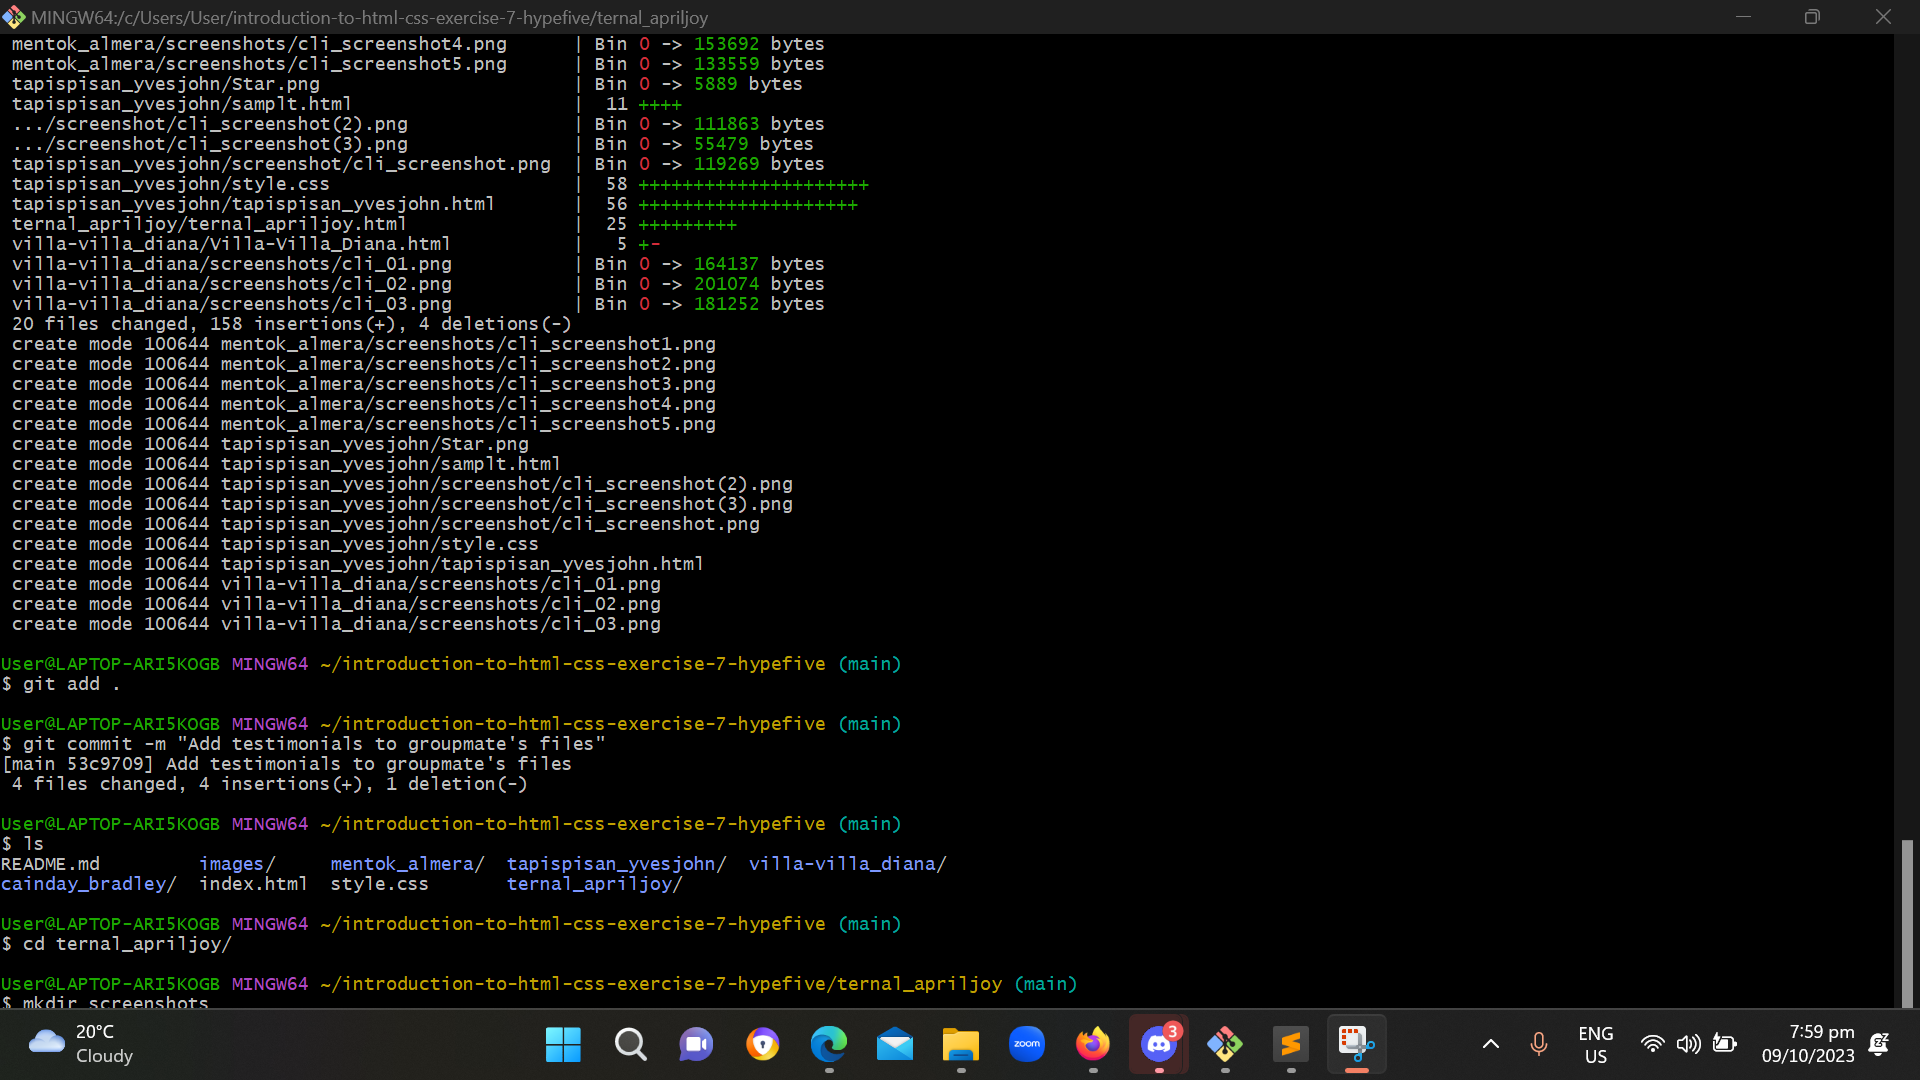 MINGW64:/c/Users/User/introduction-to-html-css-exercise-7-hypefive/ternal_apriljoy
mentok_almera/screenshots/cli_screenshot4.png | Bin 0 -> 153692 bytes
mentok_almera/screenshots/cli_screenshot5.png | Bin 0 -> 133559 bytes
tapispisan_yvesjohn/Star.png | Bin 0 -> 5889 bytes
tapispisan_yvesjohn/samplt.html | 11 ++++
.../screenshot/cli_screenshot(2).png | Bin 0 -> 111863 bytes
.../screenshot/cli_screenshot(3).png | Bin 0 -> 55479 bytes
tapispisan_yvesjohn/screenshot/cli_screenshot.png | Bin 0 -> 119269 bytes
tapispisan_yvesjohn/style.css | 58 +++++++++++++++++++++
tapispisan_yvesjohn/tapispisan_yvesjohn.html | 56 ++++++++++++++++++++
ternal_apriljoy/ternal_apriljoy.html | 25 +++++++++
villa-villa_diana/Villa-Villa_Diana.html | 5 +-
villa-villa_diana/screenshots/cli_01.png | Bin 0 -> 164137 bytes
villa-villa_diana/screenshots/cli_02.png | Bin 0 -> 201074 bytes
villa-villa_diana/screenshots/cli_03.png | Bin 0 -> 181252 bytes
20 files changed, 158 insertions(+), 4 deletions(-)
create mode 100644 mentok_almera/screenshots/cli_screenshot1.png
create mode 100644 mentok_almera/screenshots/cli_screenshot2.png
create mode 100644 mentok_almera/screenshots/cli_screenshot3.png
create mode 100644 mentok_almera/screenshots/cli_screenshot4.png
create mode 100644 mentok_almera/screenshots/cli_screenshot5.png
create mode 100644 tapispisan_yvesjohn/Star.png
create mode 100644 tapispisan_yvesjohn/samplt.html
create mode 100644 tapispisan_yvesjohn/screenshot/cli_screenshot(2).png
create mode 100644 tapispisan_yvesjohn/screenshot/cli_screenshot(3).png
create mode 100644 tapispisan_yvesjohn/screenshot/cli_screenshot.png
create mode 100644 tapispisan_yvesjohn/style.css
create mode 100644 tapispisan_yvesjohn/tapispisan_yvesjohn.html
create mode 100644 villa-villa_diana/screenshots/cli_01.png
create mode 100644 villa-villa_diana/screenshots/cli_02.png
create mode 100644 villa-villa_diana/screenshots/cli_03.png
User@LAPTOP-ARI5KOGB MINGW64 ~/introduction-to-html-css-exercise-7-hypefive (main)
$ git add .
User@LAPTOP-ARI5KOGB MINGW64 ~/introduction-to-html-css-exercise-7-hypefive (main)
$ git commit -m "Add testimonials to groupmate's files"
[main 53c9709] Add testimonials to groupmate's files
4 files changed, 4 insertions(+), 1 deletion(-)
User@LAPTOP-ARI5KOGB MINGW64 ~/introduction-to-html-css-exercise-7-hypefive (main)
$ ls
README.md images/ mentok_almera/ tapispisan_yvesjohn/ villa-villa_diana/
cainday_bradley/ index.html style.css ternal_apriljoy/
User@LAPTOP-ARI5KOGB MINGW64 ~/introduction-to-html-css-exercise-7-hypefive (main)
$ cd ternal_apriljoy/
User@LAPTOP-ARI5KOGB MINGW64 ~/introduction-to-html-css-exercise-7-hypefive/ternal_apriljoy (main)
$ mkdir screenshots
20°C
Cloudy
zoom
3
ENG
US
7:59 pm
09/10/2023